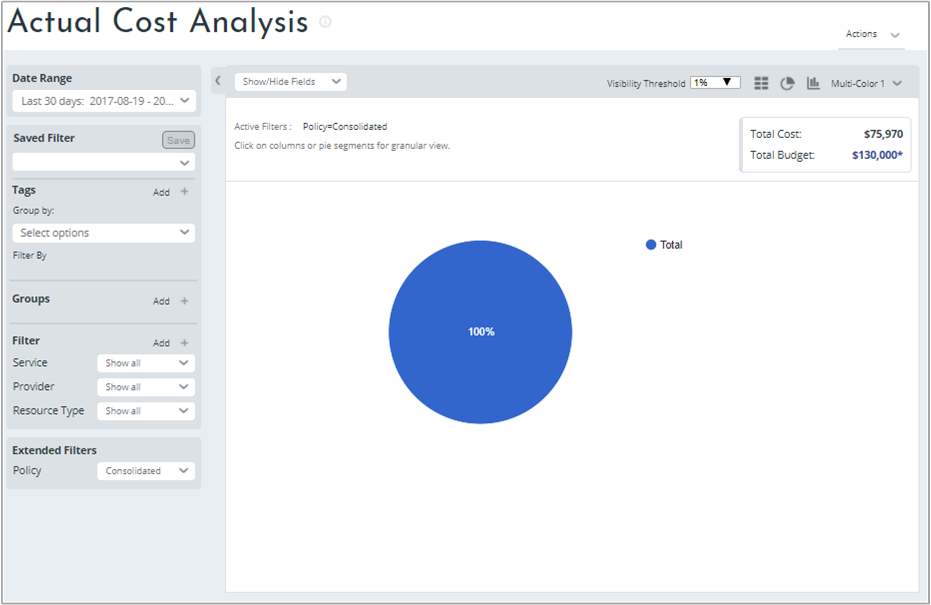 Actual Cost Analysis
Actions
Date Range
Last 30 days: 2017-08-19 - 20...
Saved Filter
Save
Tags
Add +
Group by:
Select options
Filter By
Groups
Add +
Filter
Add +
Service
Show all
Provider
Show all
Resource Type
Show all
Extended Filters
Policy
Consolidated
Show/Hide Fields
Visibility Threshold
1%
Multi-Color 1
Active Filters : Policy=Consolidated
Click on columns or pie segments for granular view.
Total Cost: $75,970
Total Budget: $130,000*
Total
100%